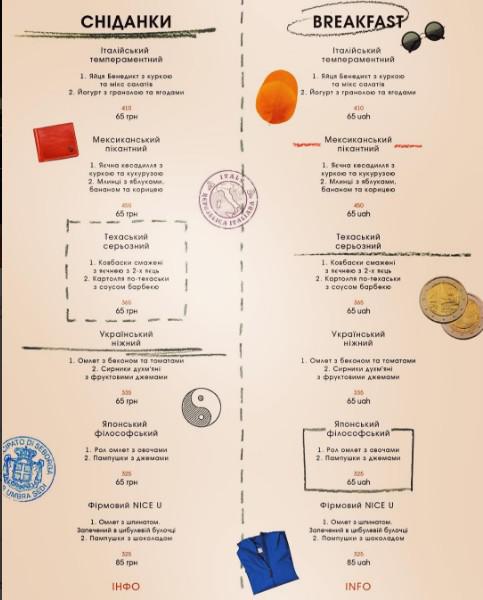 СНІДАНКИ
Італійський
темпераментний
1. Яйця Бенедикт з куркою
та мікс салатів
2. Йогурт з гранолою та ягодами
410
65 грн
Мексиканський
пікантний
1. Яєчна кесадилля з
куркою та кукурузою
2. Млинці з яблуками,
бананом та корицею
450
65 грн
Техаський
серьозний
1. Ковбаски смажені
з яєчнею з 2-х яєць
2. Картопля по-техаськи
з соусом барбекю
365
65 грн
Український
ніжний
1. Омлет з беконом та томатами
2. Сирники духм'яні
з фруктовими джемами
335
65 грн
Японський
філософський
1. Рол омлет з овочами
2. Пампушки з джемами
325
65 грн
Фірмовий NICE U
1. Омлет з шпинатом.
Запечений в цибулевій булочці
2. Пампушки з шоколадом
325
85 грн
ІНФО
BREAKFAST
Італійський
темпераментний
1. Яйця Бенедикт з куркою
та мікс салатів
2. Йогурт з гранолою та ягодами
410
65 uah
Мексиканський
пікантний
1. Яєчна кесадилля з
куркою та кукурузою
2. Млинці з яблуками,
бананом та корицею
450
65 uah
Техаський
серьозний
1. Ковбаски смажені
з яєчнею з 2-х яєць
2. Картопля по-техаськи
з соусом барбекю
365
65 uah
Український
ніжний
1. Омлет з беконом та томатами
2. Сирники духм'яні
з фруктовими джемами
335
65 uah
Японський
філософський
1. Рол омлет з овочами
2. Пампушки з джемами
325
65 uah
Фірмовий NICE U
1. Омлет з шпинатом.
Запечений в цибулевій булочці
2. Пампушки з шоколадом
325
85 uah
INFO
ITALY
REPUBBLICA ITALIANA
CIPATO DI SEBORGA
UMBRA SEDI